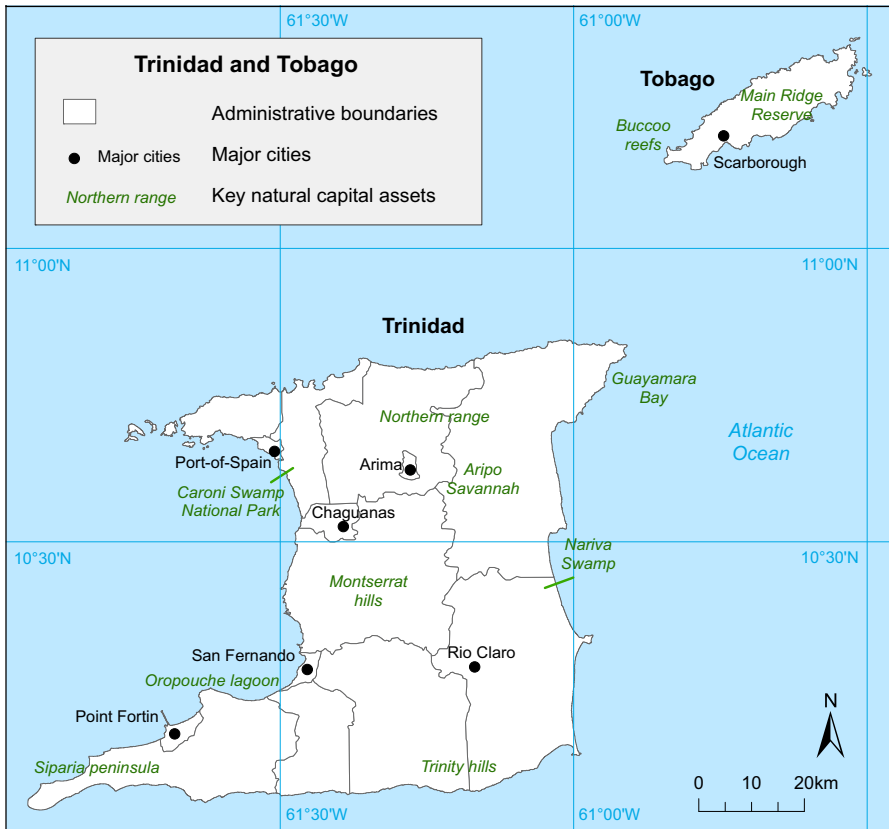 61°30'W
61°00'W
Trinidad and Tobago
Administrative boundaries
Major cities
Major cities
Northern range
Key natural capital assets
Tobago
Main Ridge
Reserve
Buccoo
reefs
Scarborough
11°00'N
11°00'N
Trinidad
Guayamara
Bay
Northern range
Atlantic
Ocean
Port-of-Spain
Arima
Aripo
Savannah
Caroni Swamp
National Park
Chaguanas
10°30'N
10°30'N
Nariva
Swamp
Montserrat
hills
San Fernando
Rio Claro
Oropouche lagoon
Point Fortin
N
Siparia peninsula
Trinity hills
0 10 20km
61°30'W
61°00'W